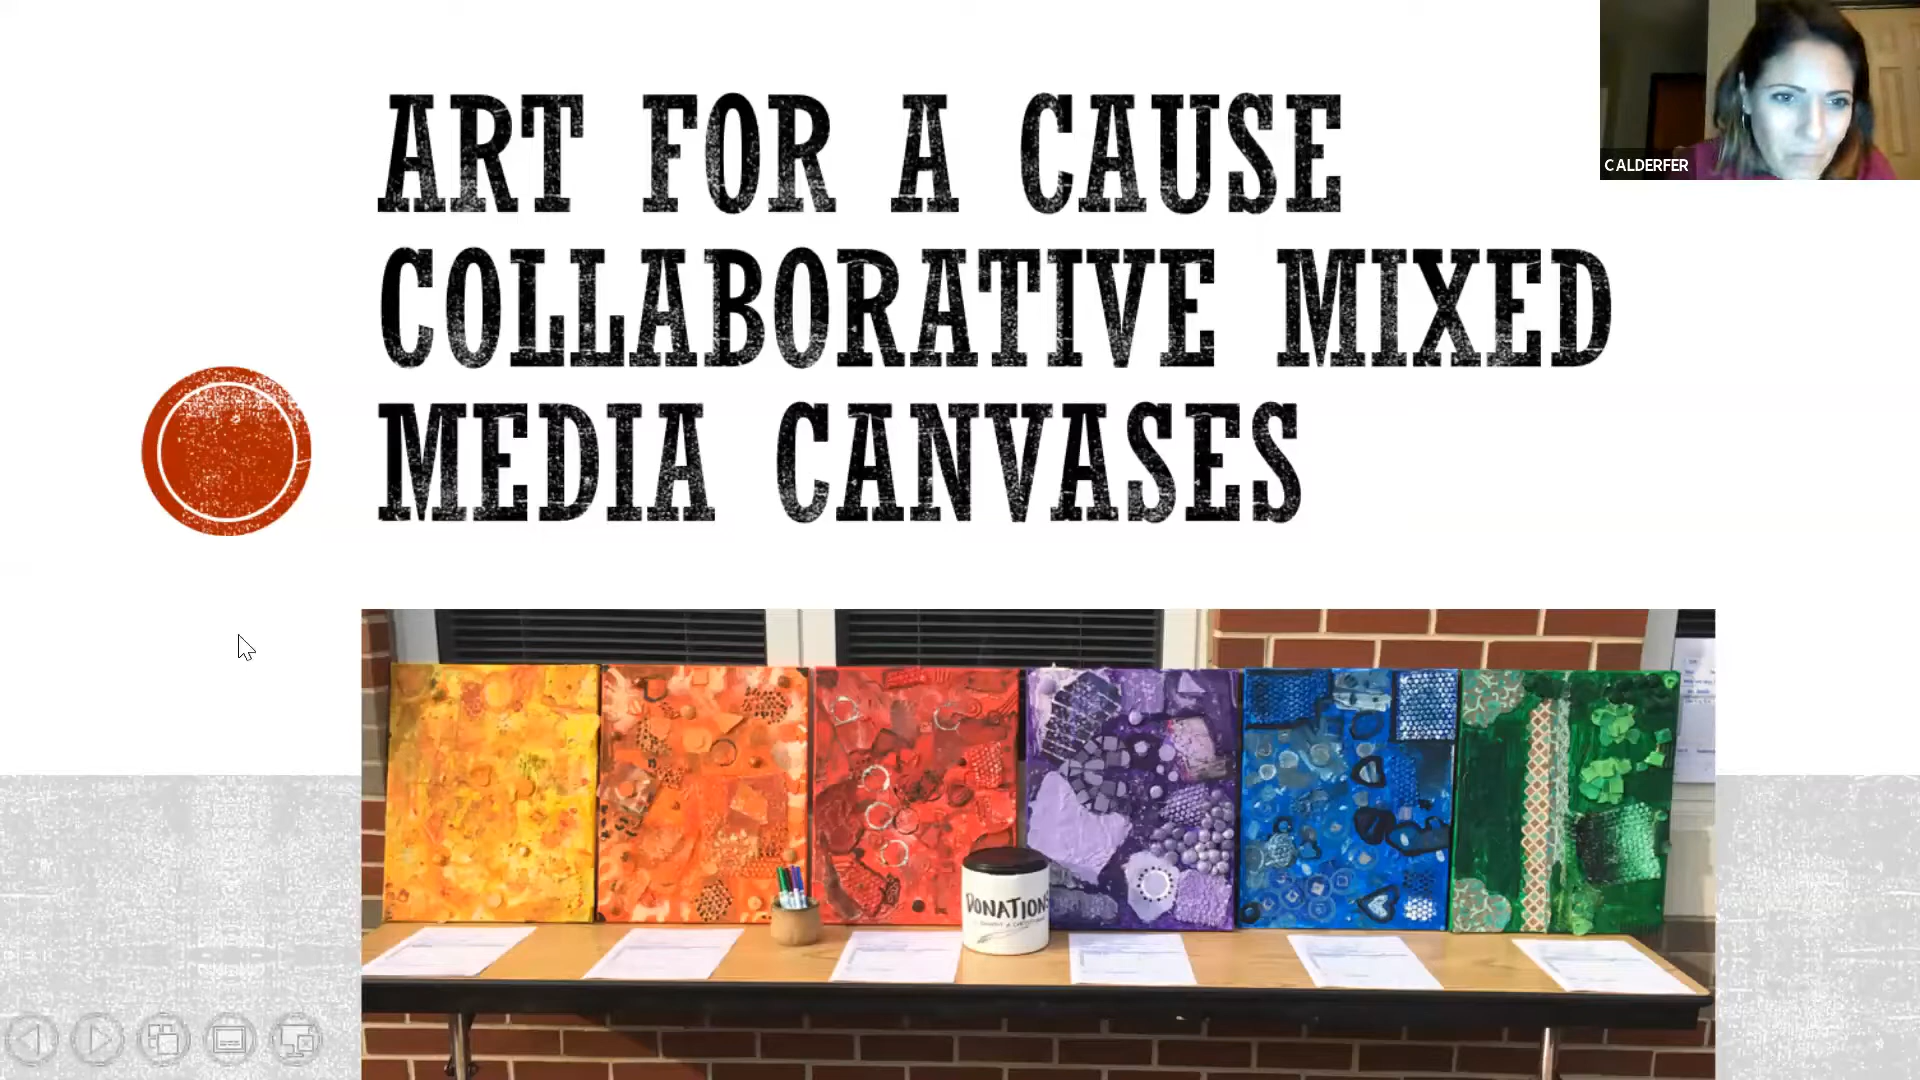 ART FOR A CAUSE
COLLABORATIVE MIXED
MEDIA CANVASES
CALDERFER
DONATIONS